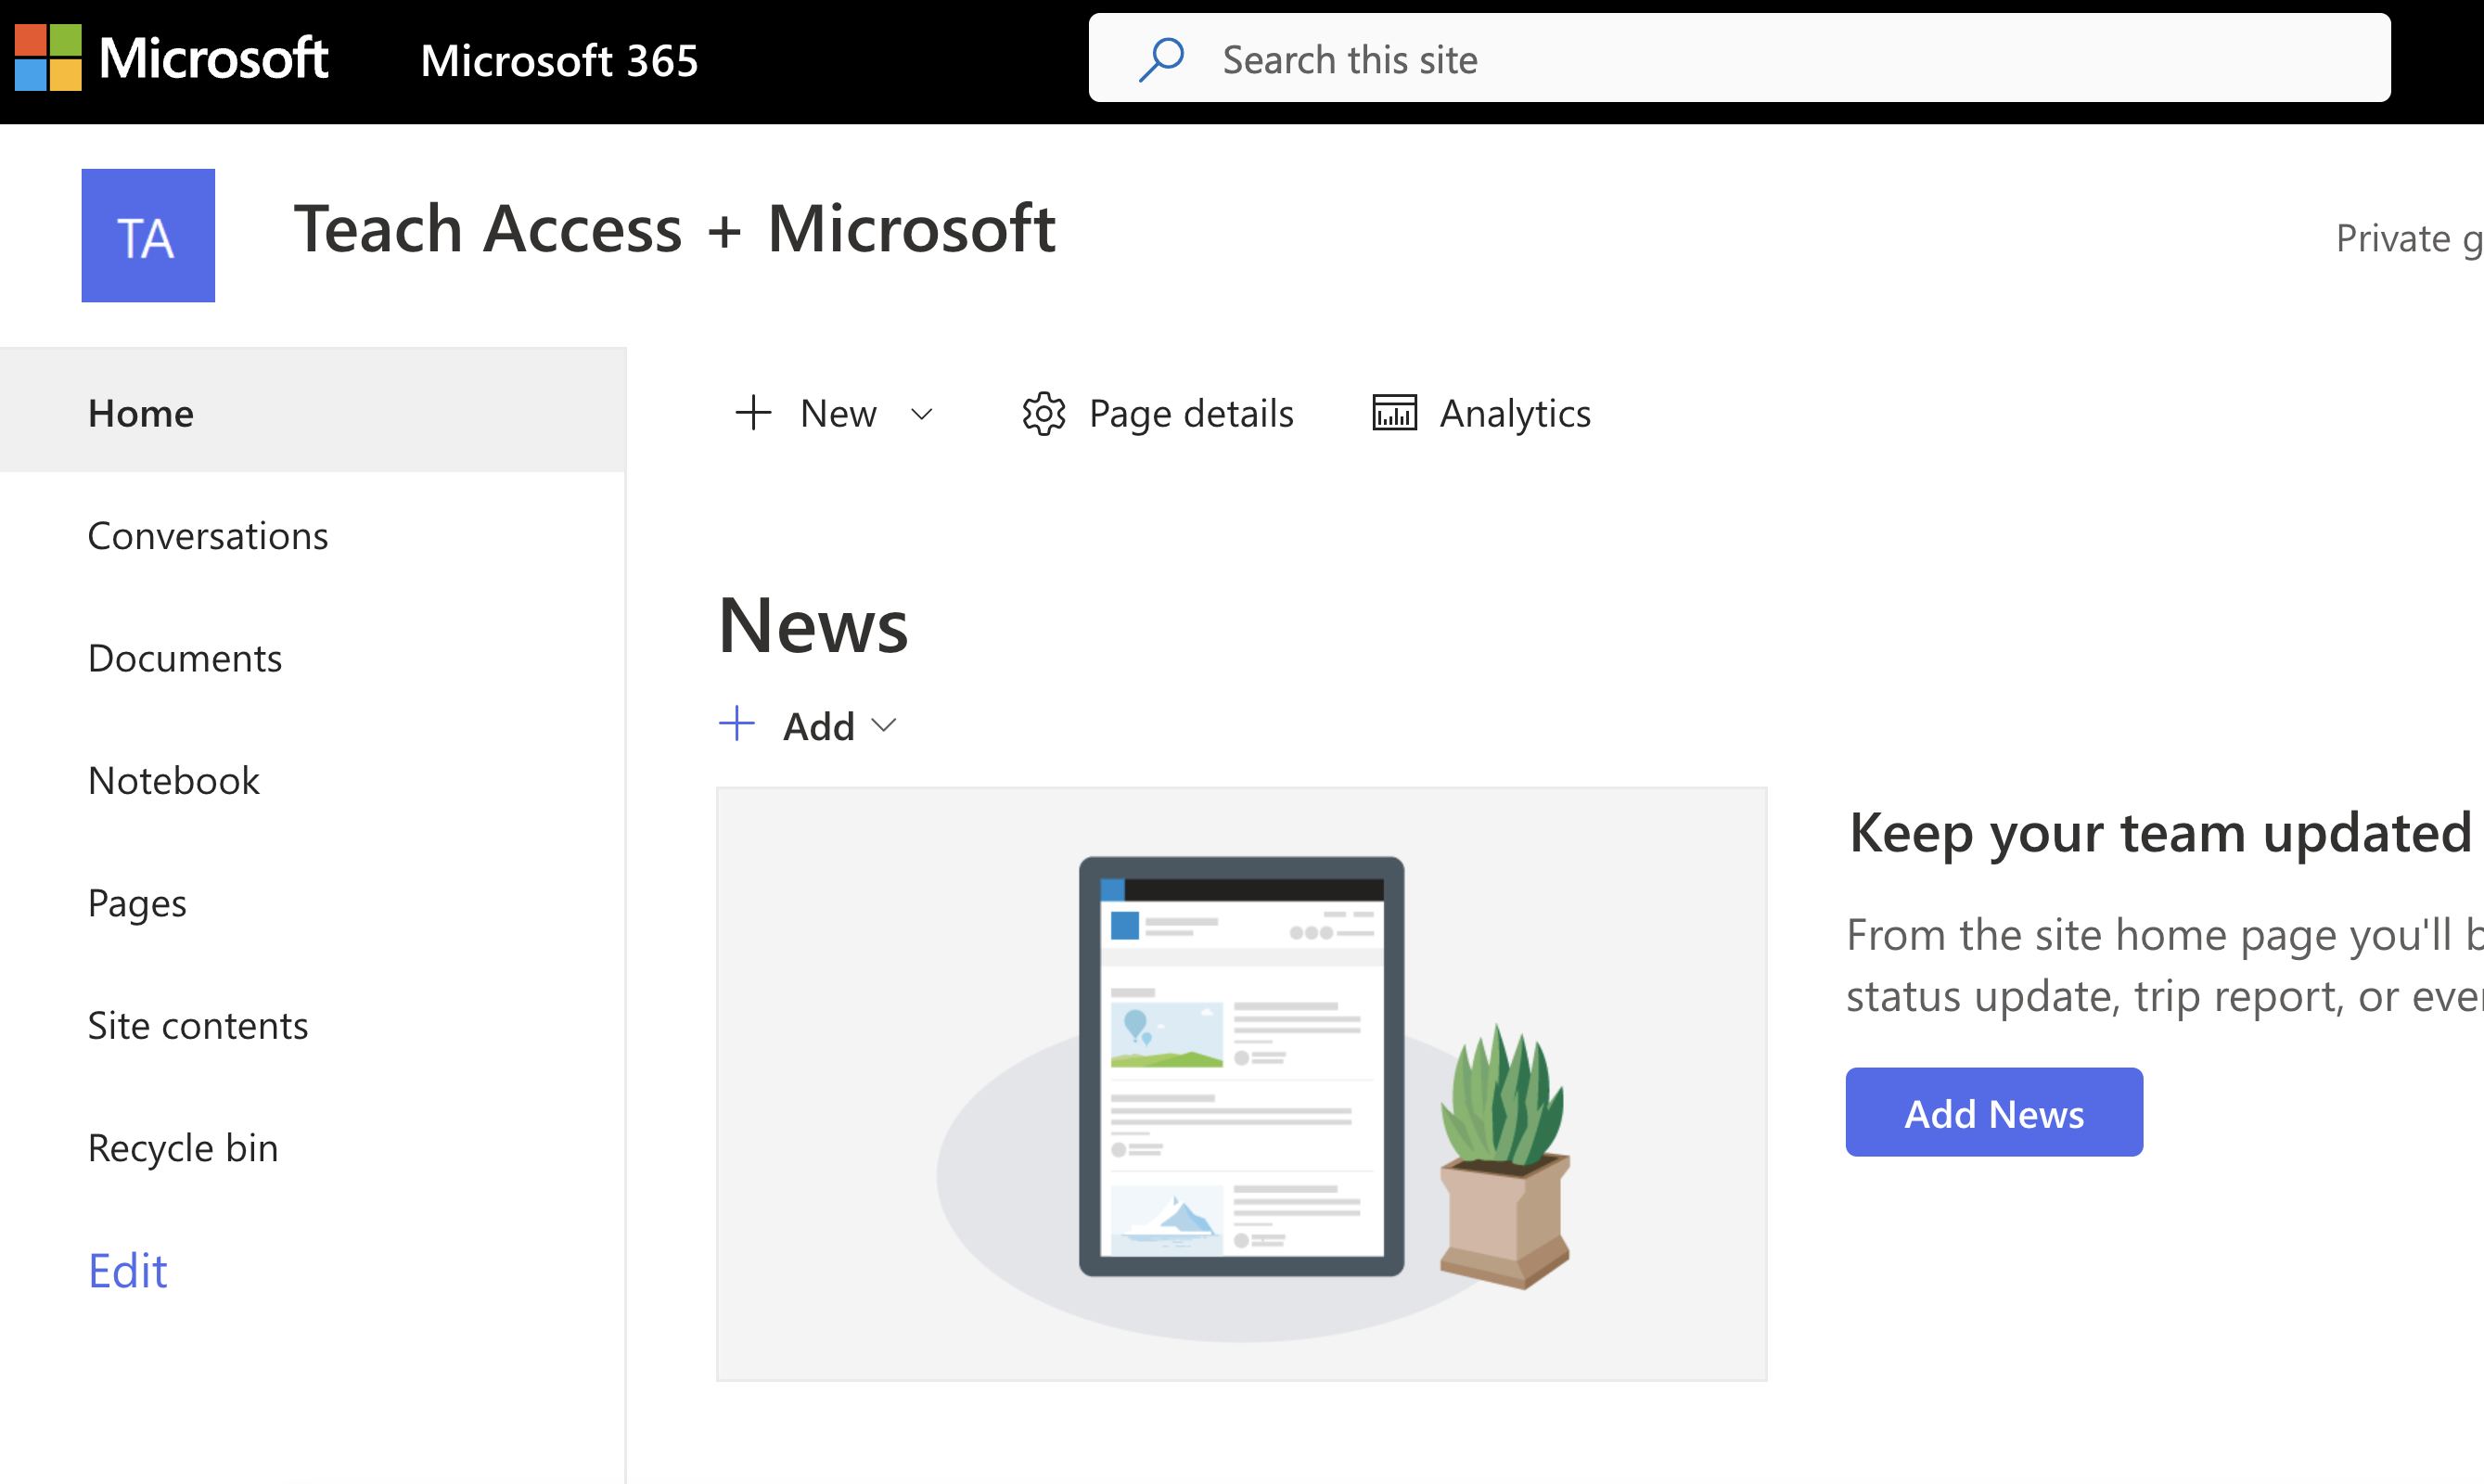 Microsoft
Microsoft 365
Search this site
TA
Teach Access + Microsoft
Private
Home
Conversations
Documents
Notebook
Pages
Site contents
Recycle bin
Edit
New
Page details
Analytics
News
Add
Keep your team updated
From the site home page you'll
status update, trip report, or
Add News